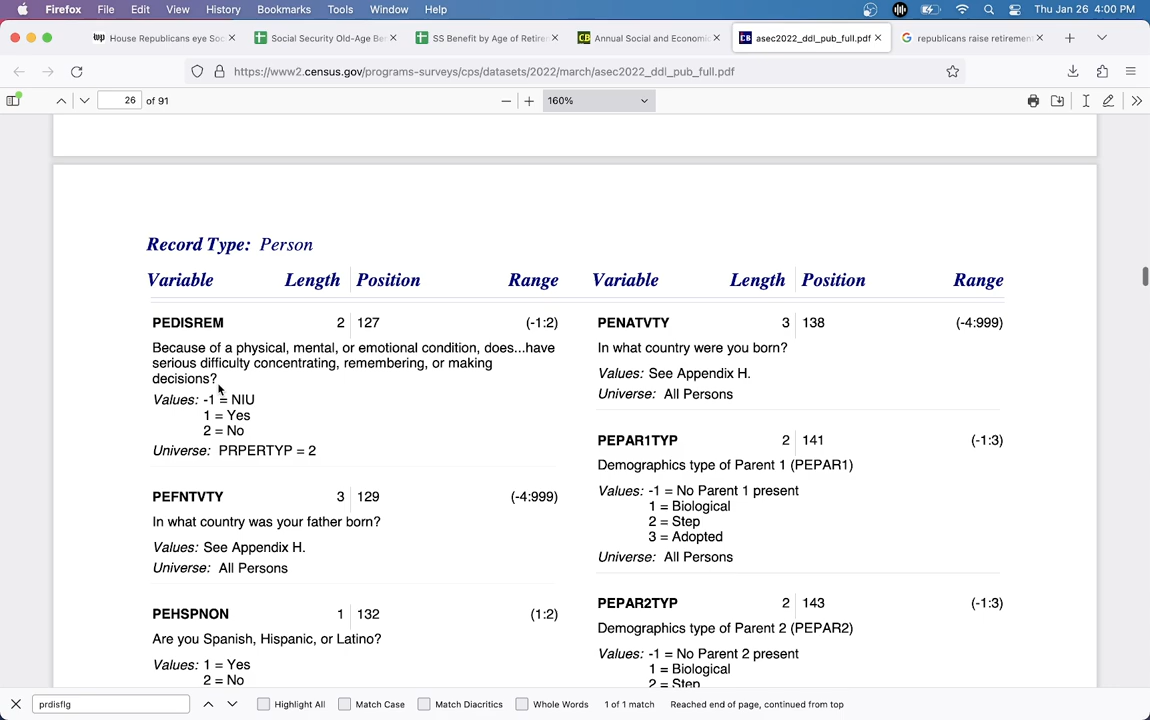 Firefox File Edit View History Bookmarks Tools Window Help Thu Jan 26 4:00 PM
wp House Republicans eye Soc Social Security Old-Age Ber SS Benefit by Age of Retirer CB Annual Social and Economic CB asec2022_ddl_pub_full.pdf G republicans raise retirement
https://www2.census.gov/programs-surveys/cps/datasets/2022/march/asec2022_ddl_pub_full.pdf
26 of 91 160%
Record Type: Person
Variable Length Position Range
PEDISREM 2 127 (-1:2)
Because of a physical, mental, or emotional condition, does...have
serious difficulty concentrating, remembering, or making
decisions?
Values: -1 = NIU
1 = Yes
2 = No
Universe: PRPERTYP = 2
PEFNTVTY 3 129 (-4:999)
In what country was your father born?
Values: See Appendix H.
Universe: All Persons
PEHSPNON 1 132 (1:2)
Are you Spanish, Hispanic, or Latino?
Values: 1 = Yes
2 = No
Variable Length Position Range
PENATVTY 3 138 (-4:999)
In what country were you born?
Values: See Appendix H.
Universe: All Persons
PEPAR1TYP 2 141 (-1:3)
Demographics type of Parent 1 (PEPAR1)
Values: -1 = No Parent 1 present
1 = Biological
2 = Step
3 = Adopted
Universe: All Persons
PEPAR2TYP 2 143 (-1:3)
Demographics type of Parent 2 (PEPAR2)
Values: -1 = No Parent 2 present
1 = Biological
2 = Step
prdisflg Highlight All Match Case Match Diacritics Whole Words 1 of 1 match Reached end of page, continued from top